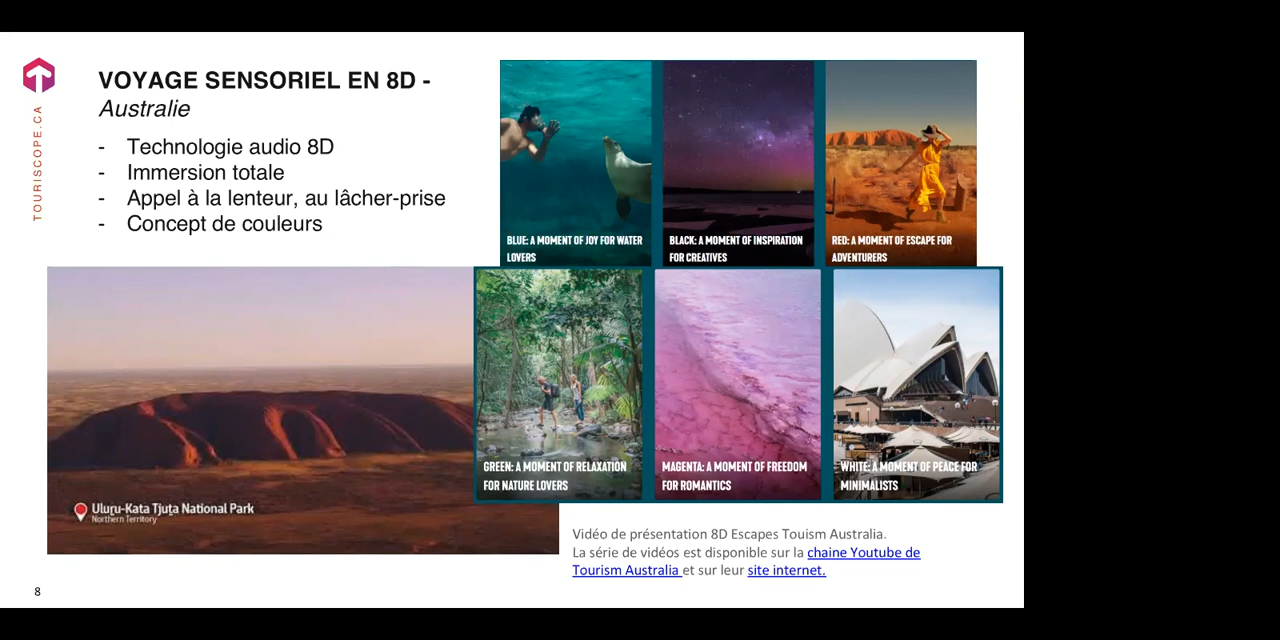 TOURISCOPE.CA
VOYAGE SENSORIEL EN 8D -
Australie
- Technologie audio 8D
- Immersion totale
- Appel à la lenteur, au lâcher-prise
- Concept de couleurs
BLUE: A MOMENT OF JOY FOR WATER
LOVERS
BLACK: A MOMENT OF INSPIRATION
FOR CREATIVES
RED: A MOMENT OF ESCAPE FOR
ADVENTURERS
GREEN: A MOMENT OF RELAXATION
FOR NATURE LOVERS
MAGENTA: A MOMENT OF FREEDOM
FOR ROMANTICS
WHITE: A MOMENT OF PEACE FOR
MINIMALISTS
Uluṟu-Kata Tjuṯa National Park
Northern Territory
Vidéo de présentation 8D Escapes Touism Australia.
La série de vidéos est disponible sur la chaine Youtube de
Tourism Australia et sur leur site internet.
8